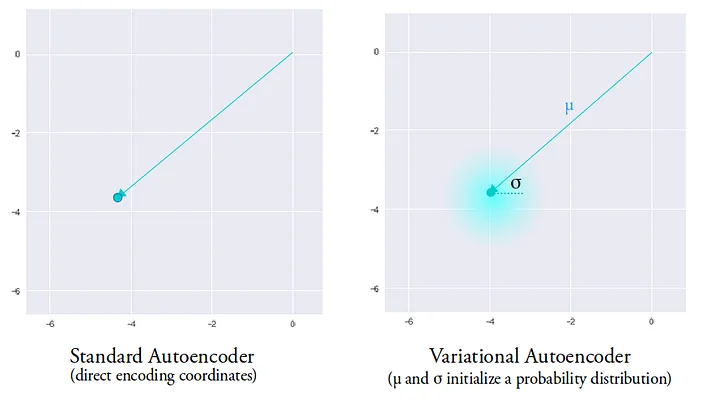 0
-2
-4
-6
-6
-4
-2
0
Standard Autoencoder
(direct encoding coordinates)
0
-2
-4
-6
-6
-4
-2
0
μ
σ
Variational Autoencoder
(μ and σ initialize a probability distribution)